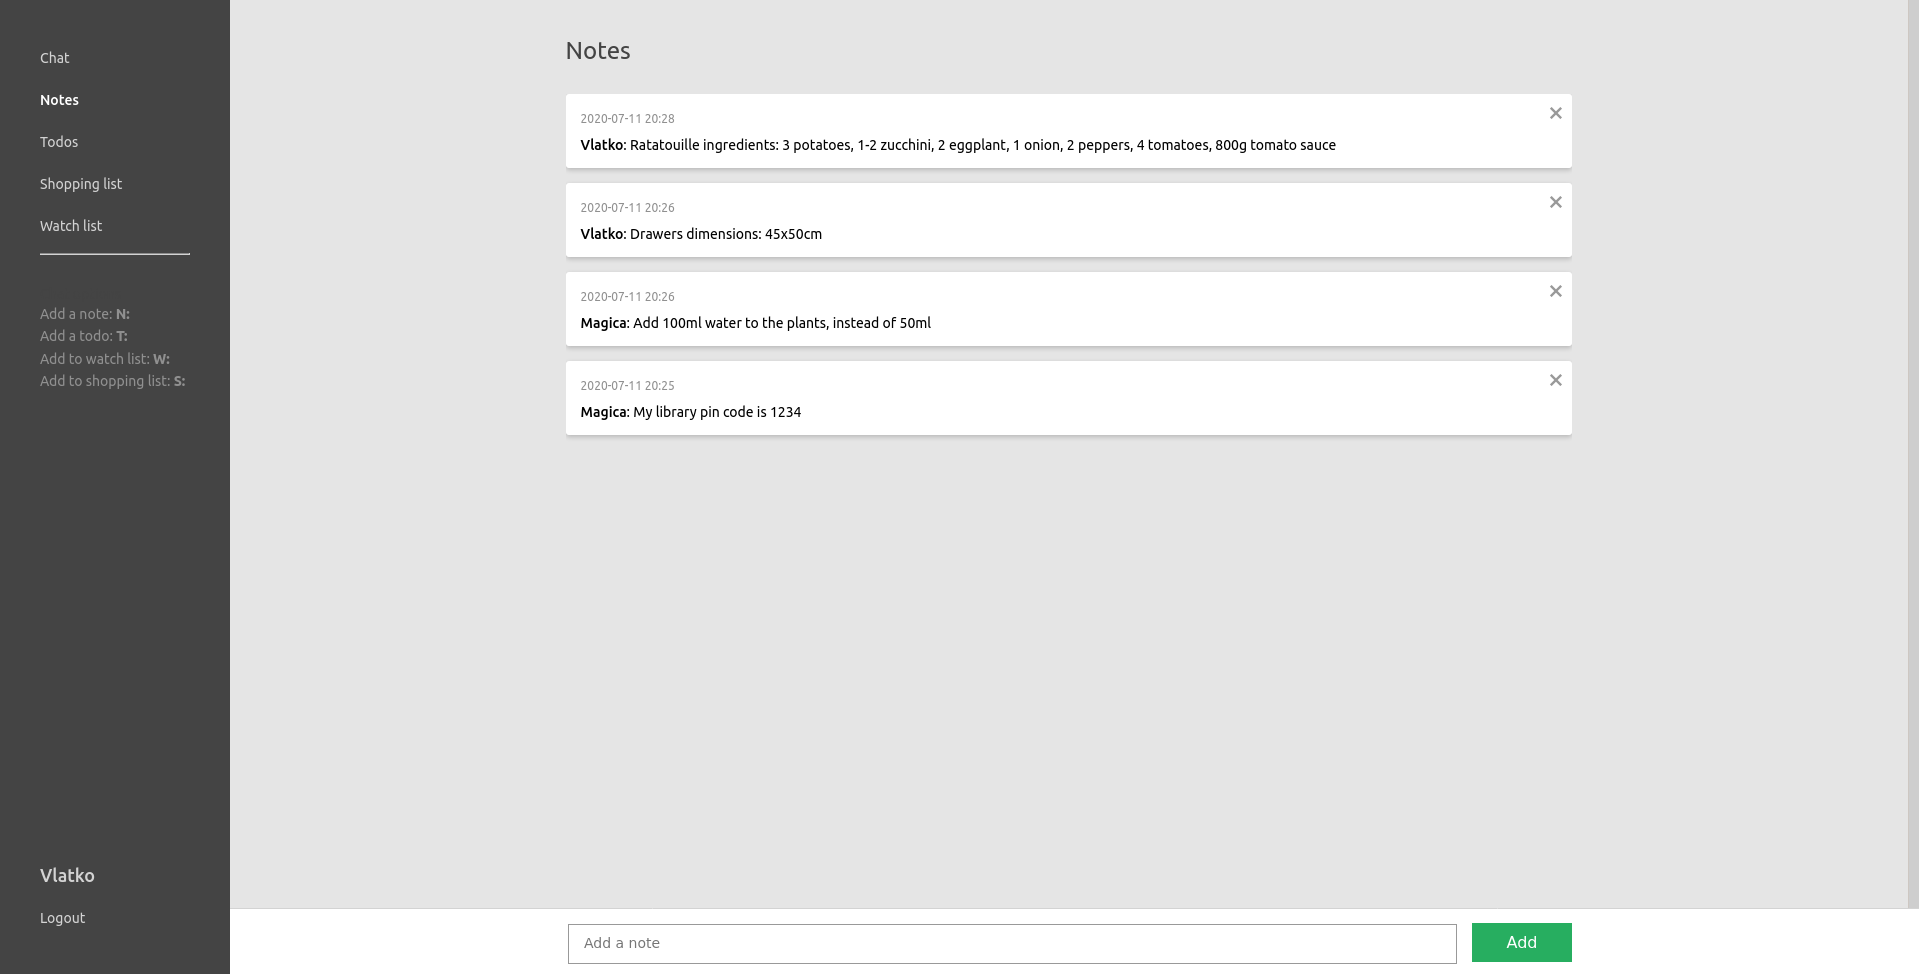 Chat
Notes
Todos
Shopping list
Watch list
Add a note: N:
Add a todo: T:
Add to watch list: W:
Add to shopping list: S:
Vlatko
Logout
Notes
2020-07-11 20:28
Vlatko: Ratatouille ingredients: 3 potatoes, 1-2 zucchini, 2 eggplant, 1 onion, 2 peppers, 4 tomatoes, 800g tomato sauce
2020-07-11 20:26
Vlatko: Drawers dimensions: 45x50cm
2020-07-11 20:26
Magica: Add 100ml water to the plants, instead of 50ml
2020-07-11 20:25
Magica: My library pin code is 1234
Add a note
Add